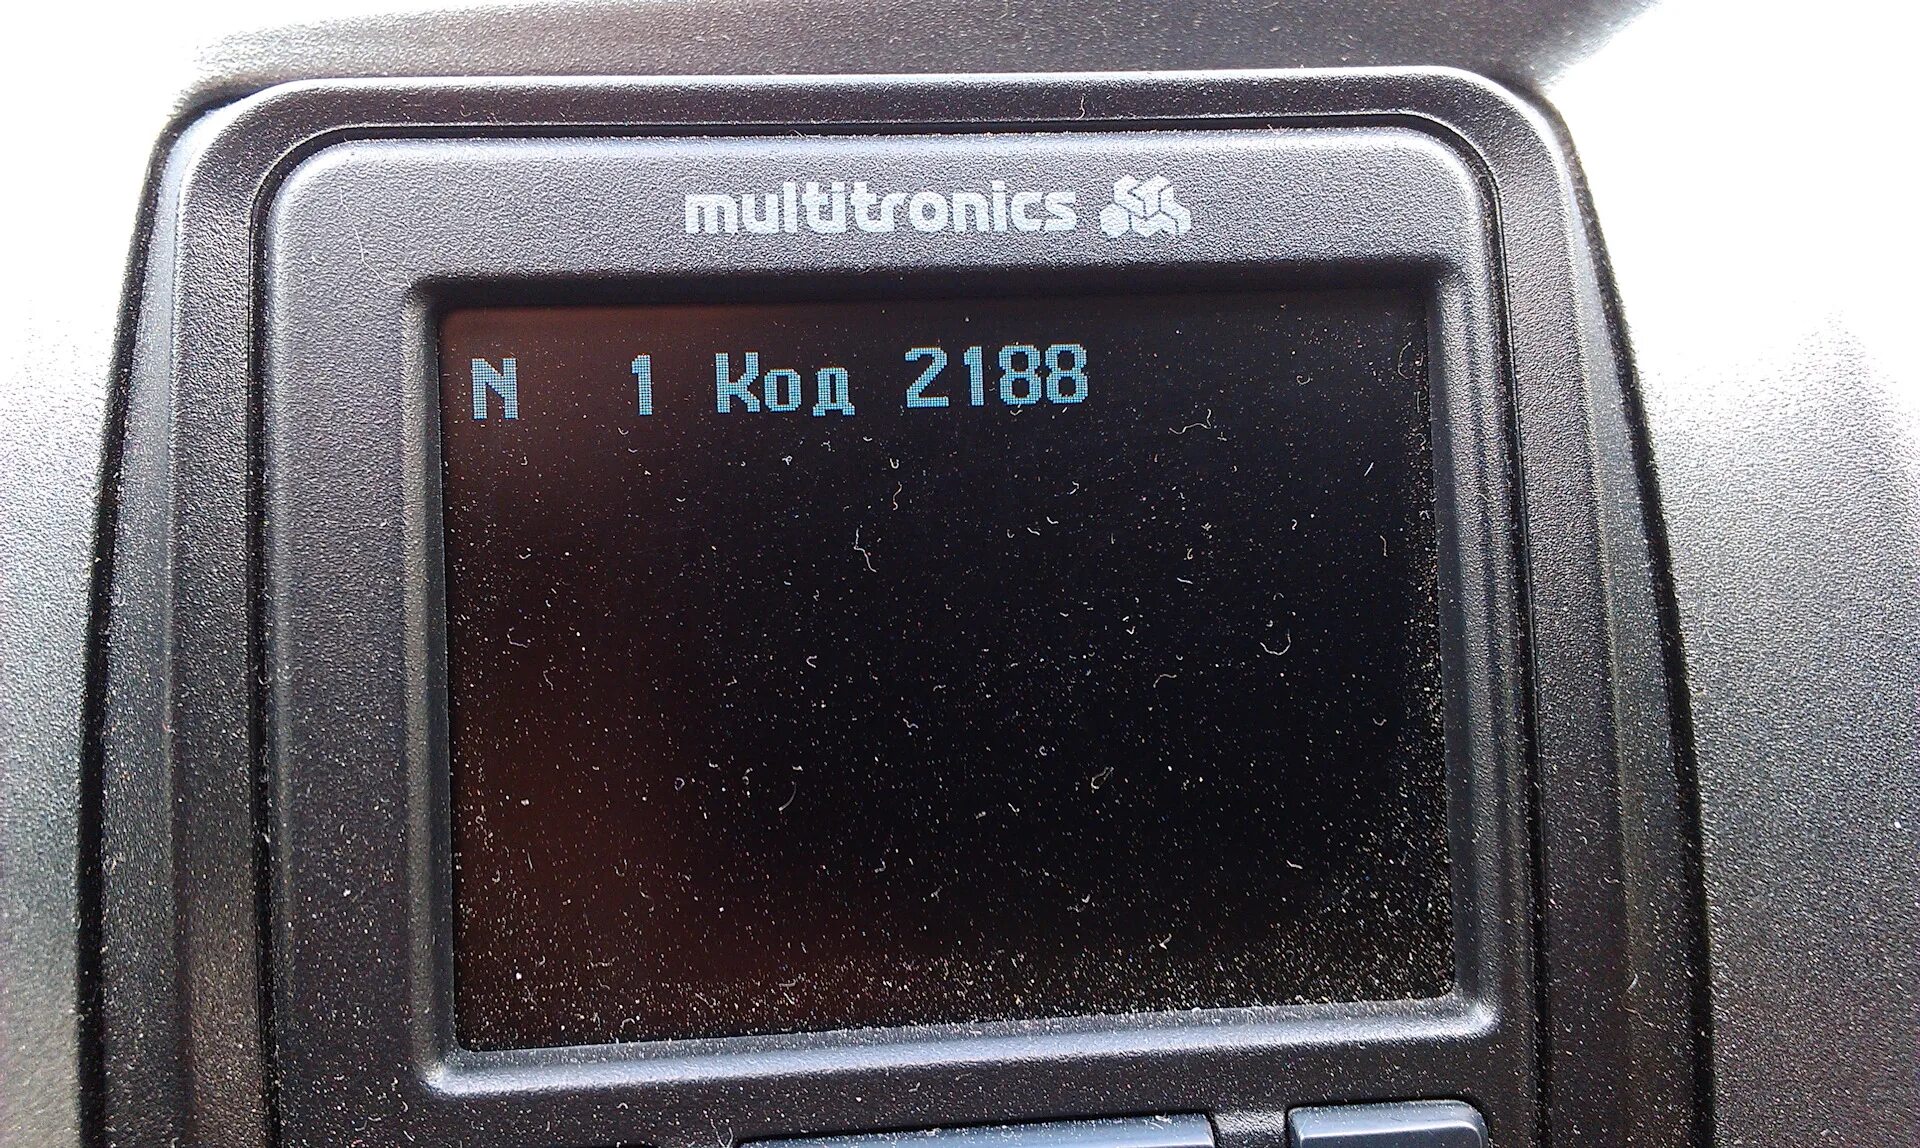 multitronics
N 1 Код 2188